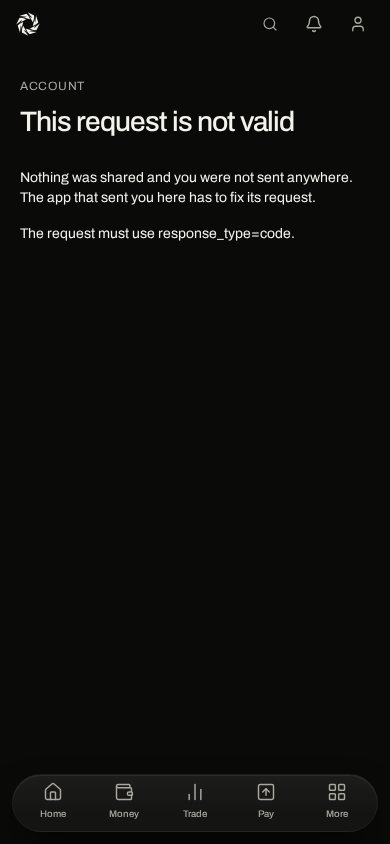 ACCOUNT
This request is not valid
Nothing was shared and you were not sent anywhere.
The app that sent you here has to fix its request.
The request must use response_type=code.
Home
Money
Trade
Pay
More